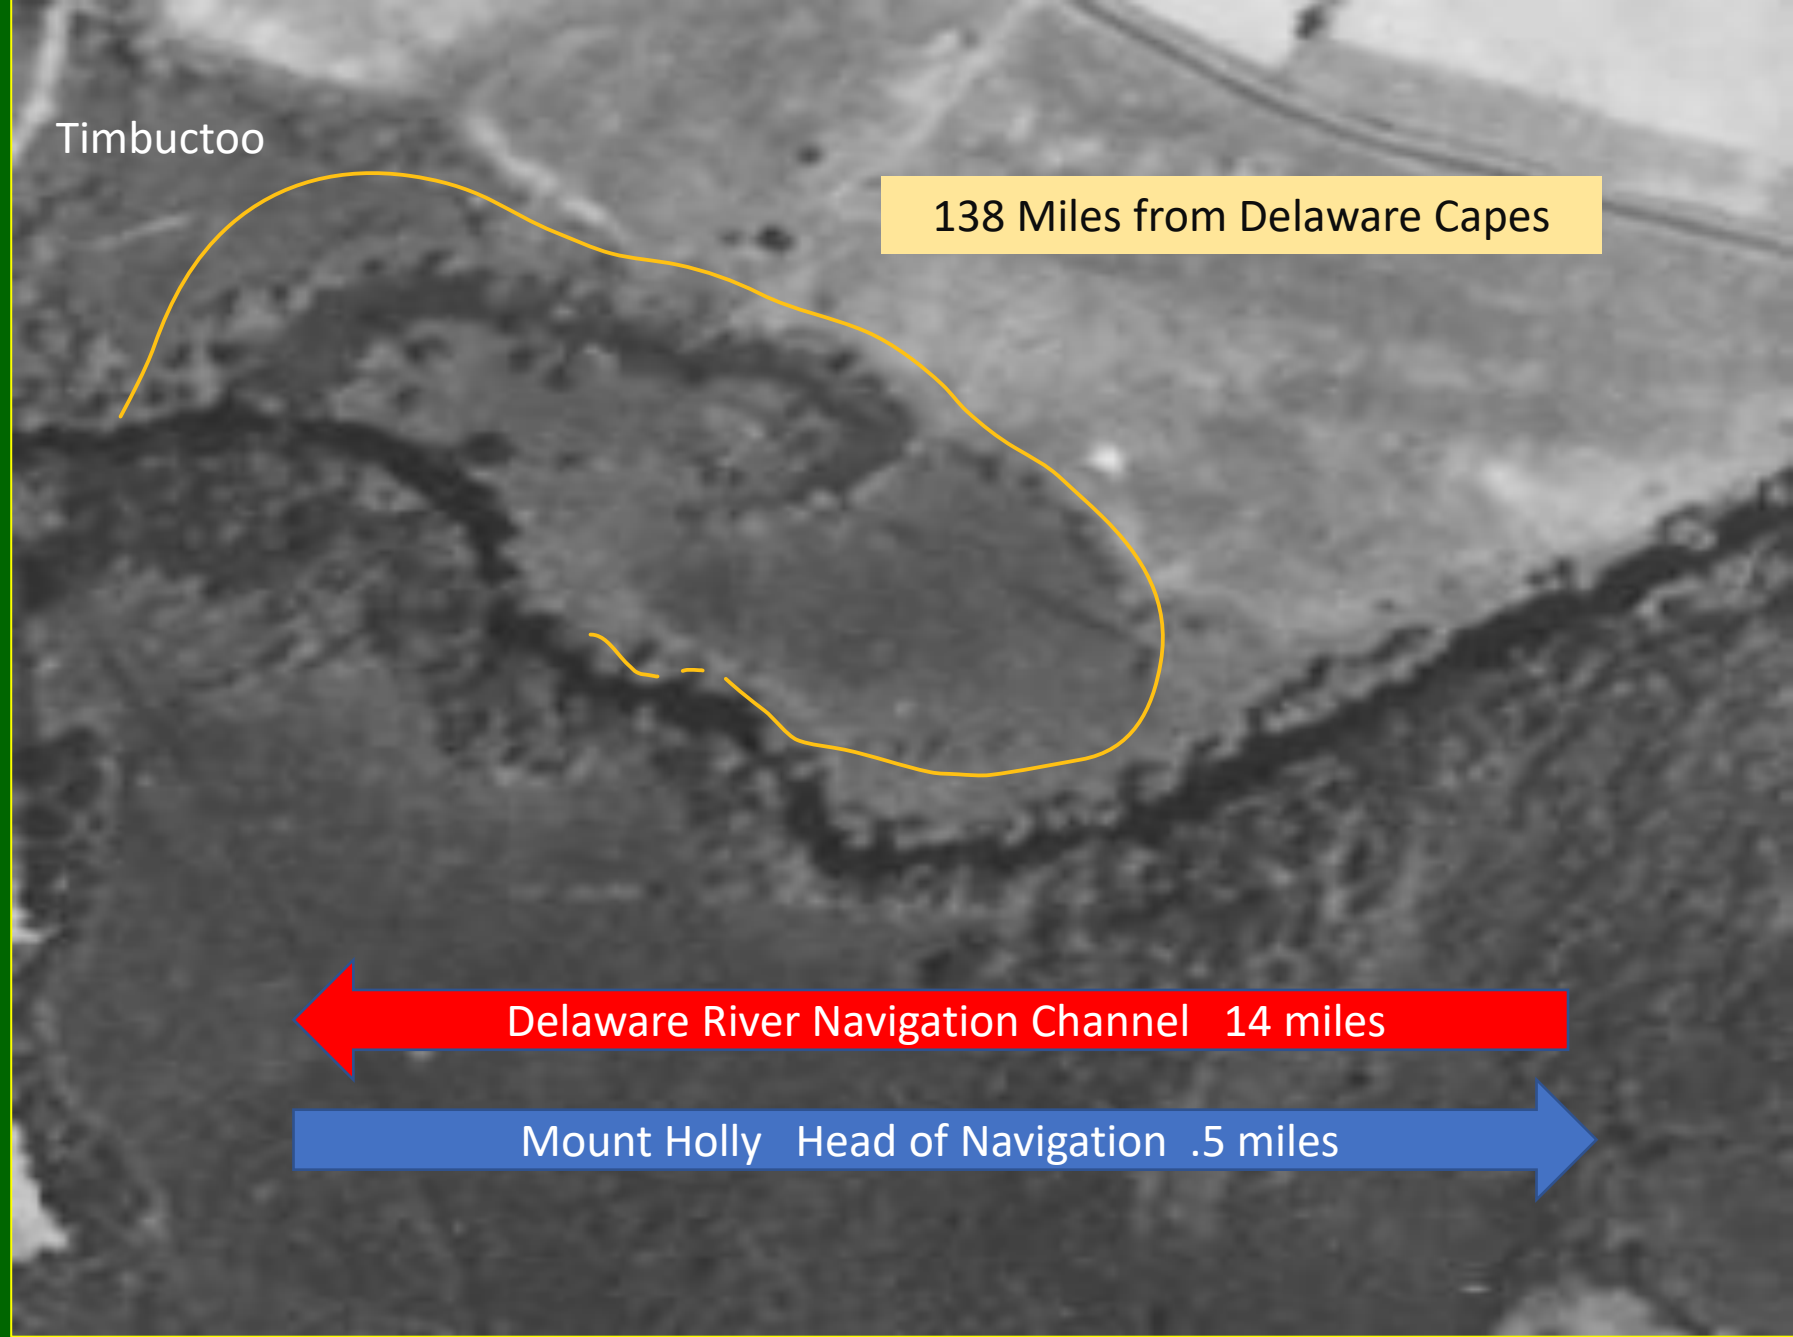 Timbuctoo
138 Miles from Delaware Capes
Delaware River Navigation Channel   14 miles
Mount Holly   Head of Navigation  .5 miles